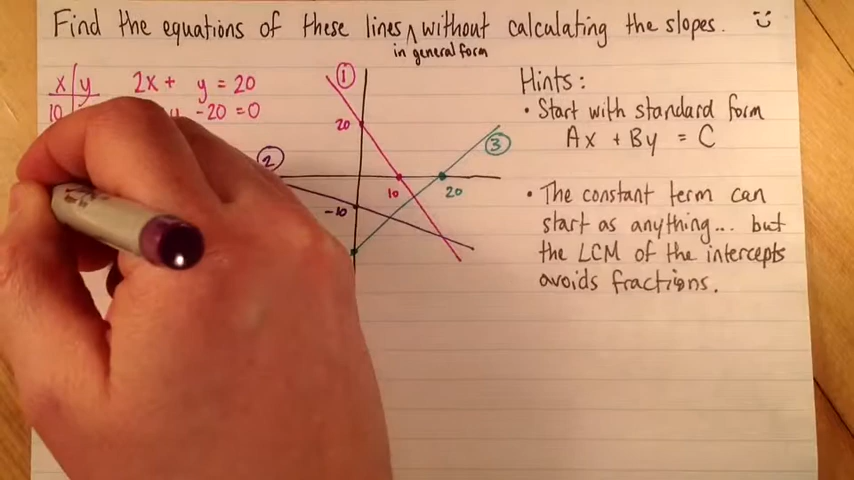 Find the equations of these lines ^ without calculating the slopes.
in general form
x y 2x + y = 20
10 -20 = 0
①
20
②
③
10
20
-10
Hints:
• Start with standard form
Ax + By = C
• The constant term can
start as anything... but
the LCM of the intercepts
avoids fractions.